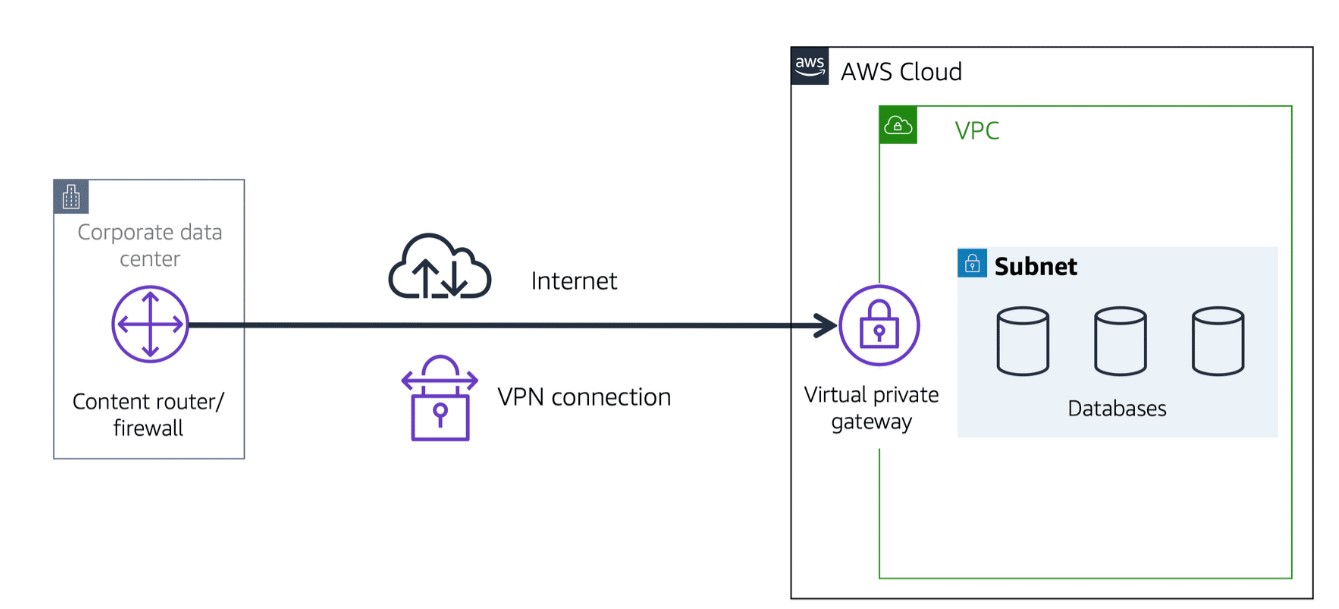 aws
AWS Cloud
VPC
Corporate data
center
Internet
Subnet
Content router/
firewall
VPN connection
Virtual private
gateway
Databases